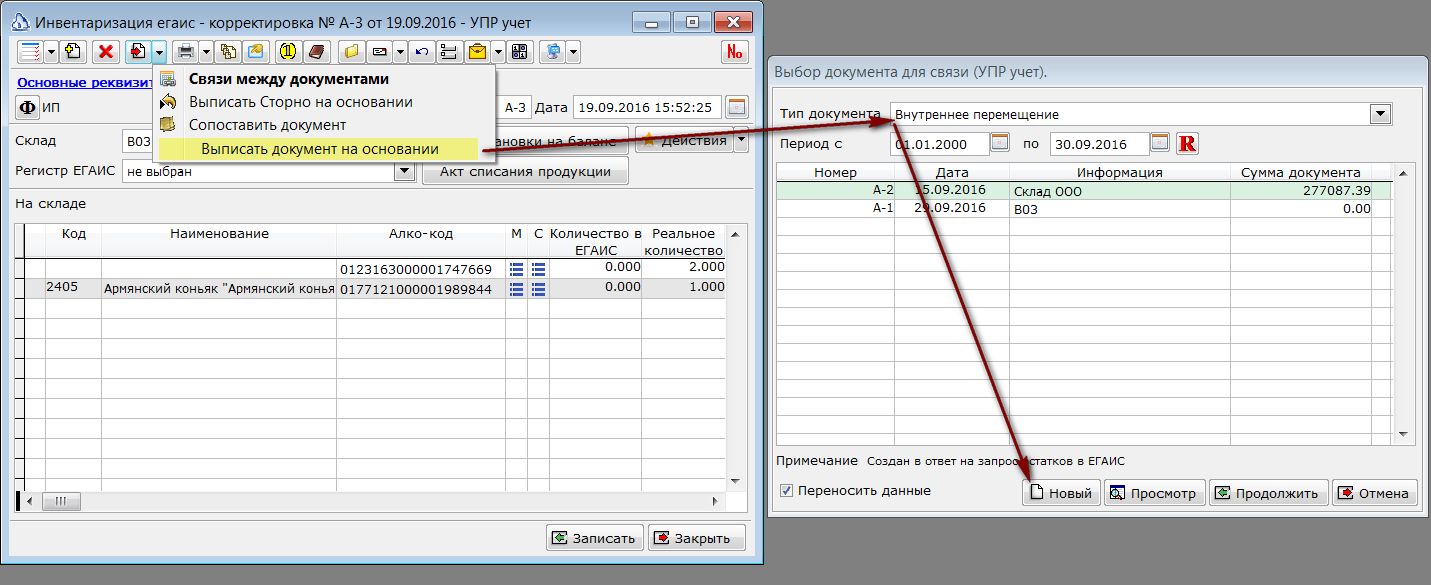 Инвентаризация егаис - корректировка № А-3 от 19.09.2016 - УПР учет
№
Основные реквизит
Связи между документами
Выписать Сторно на основании
Сопоставить документ
Выписать документ на основании
Ф ИП
А-3 Дата 19.09.2016 15:52:25
Склад В03
ановки на баланс Действия
Регистр ЕГАИС не выбран Акт списания продукции
На складе
Код Наименование Алко-код М С Количество в ЕГАИС Реальное количество
0123163000001747669 0.000 2.000
2405 Армянский коньяк "Армянский конья 0177121000001989844 0.000 1.000
Записать Закрыть
Выбор документа для связи (УПР учет).
Тип документа Внутреннее перемещение
Период с 01.01.2000 по 30.09.2016 R
Номер Дата Информация Сумма документа
А-2 15.09.2016 Склад ООО 277087.39
А-1 29.09.2016 В03 0.00
Примечание Создан в ответ на запрос остатков в ЕГАИС
Переносить данные
Новый Просмотр Продолжить Отмена